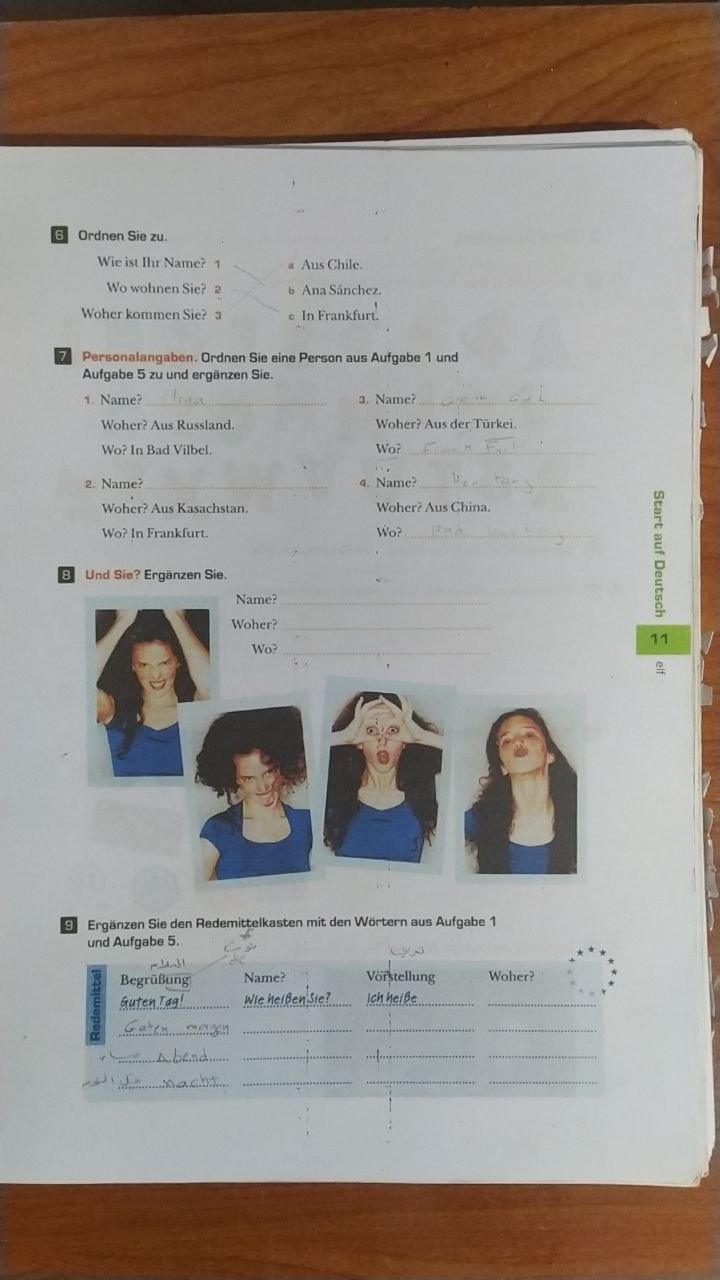 6 Ordnen Sie zu.
Wie ist Ihr Name? 1 a Aus Chile.
Wo wohnen Sie? 2 b Ana Sánchez.
Woher kommen Sie? 3 c In Frankfurt.
7 Personalangaben. Ordnen Sie eine Person aus Aufgabe 1 und
Aufgabe 5 zu und ergänzen Sie.
1. Name?
Woher? Aus Russland.
Wo? In Bad Vilbel.
2. Name?
Woher? Aus Kasachstan.
Wo? In Frankfurt.
3. Name?
Woher? Aus der Türkei.
Wo?
4. Name?
Woher? Aus China.
Wo?
8 Und Sie? Ergänzen Sie.
Name?
Woher?
Wo?
Start auf Deutsch
11
elf
9 Ergänzen Sie den Redemittelkasten mit den Wörtern aus Aufgabe 1
und Aufgabe 5.
Redemittel
السلام
Begrüßung Name? Vorstellung Woher?
Guten Tag! Wie heißen Sie? Ich heiße
Guten morgen
Abend
nacht